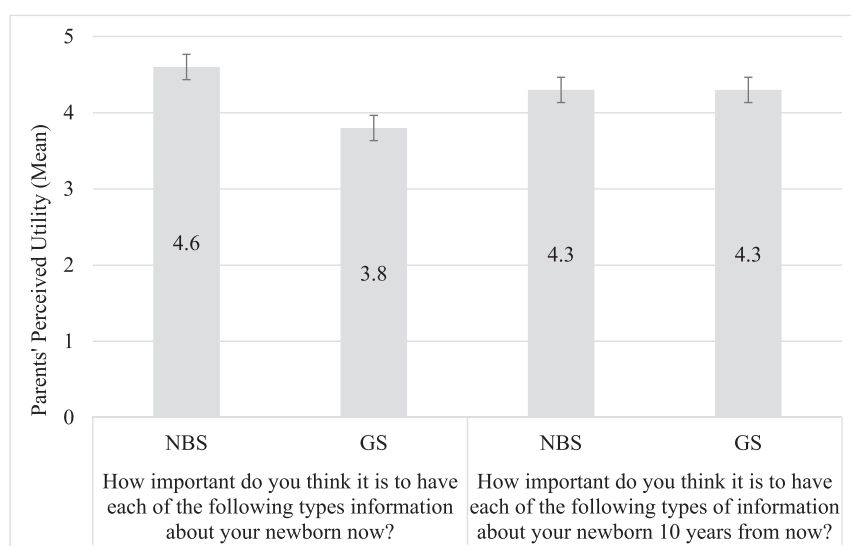 Parents' Perceived Utility (Mean)
5
4
3
2
1
0
4.6
3.8
4.3
4.3
NBS
GS
NBS
GS
How important do you think it is to have
each of the following types information
about your newborn now?
How important do you think it is to have
each of the following types of information
about your newborn 10 years from now?